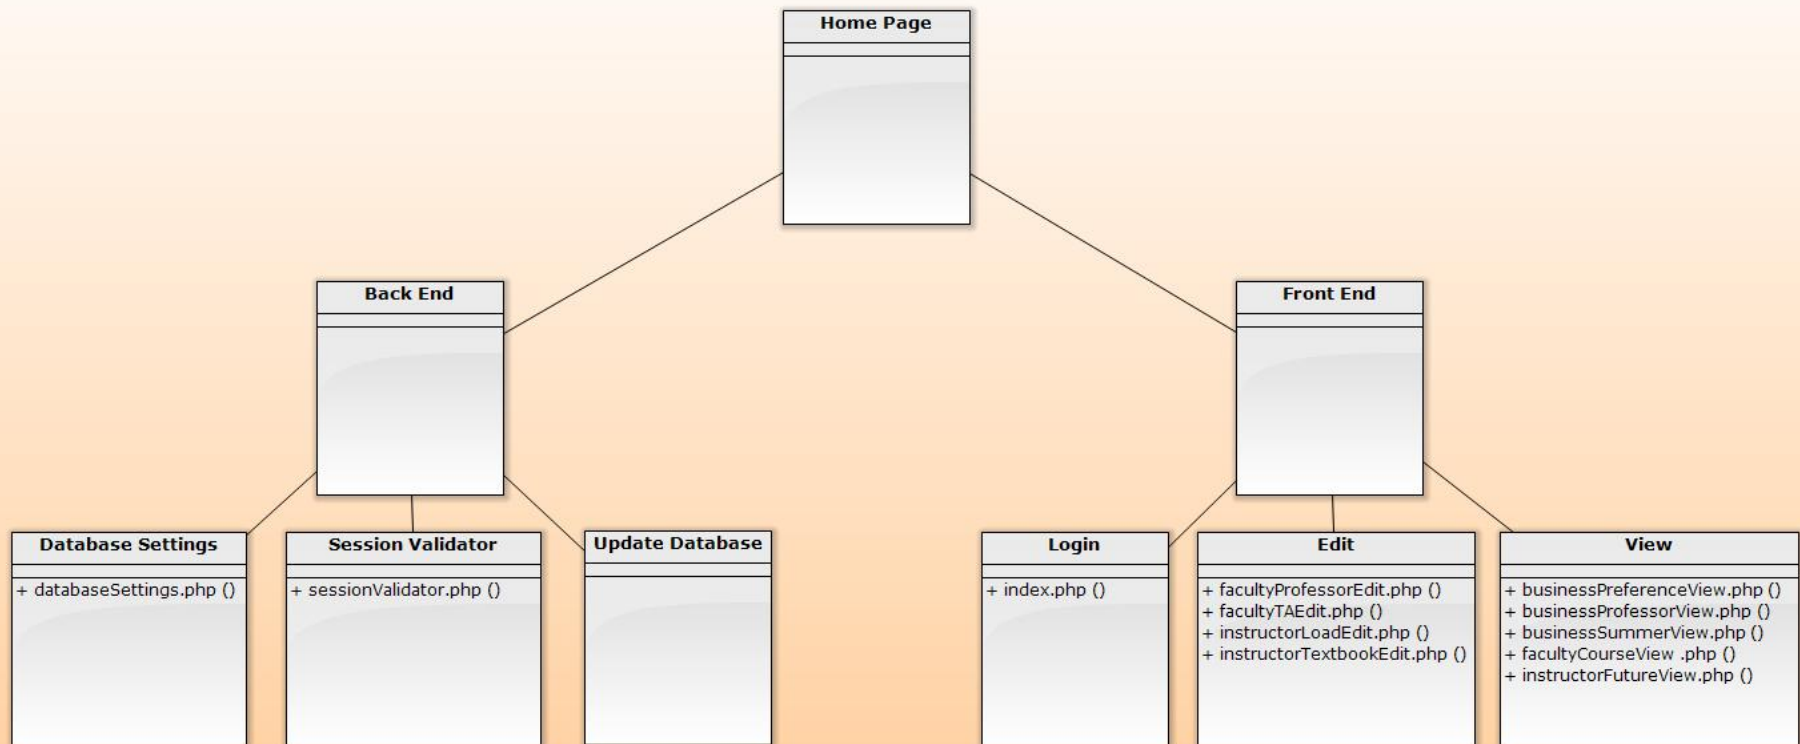 Home Page
Back End
Front End
Database Settings
+ databaseSettings.php ()
Session Validator
+ sessionValidator.php ()
Update Database
Login
+ index.php ()
Edit
+ facultyProfessorEdit.php ()
+ facultyTAEdit.php ()
+ instructorLoadEdit.php ()
+ instructorTextbookEdit.php ()
View
+ businessPreferenceView.php ()
+ businessProfessorView.php ()
+ businessSummerView.php ()
+ facultyCourseView .php ()
+ instructorFutureView.php ()